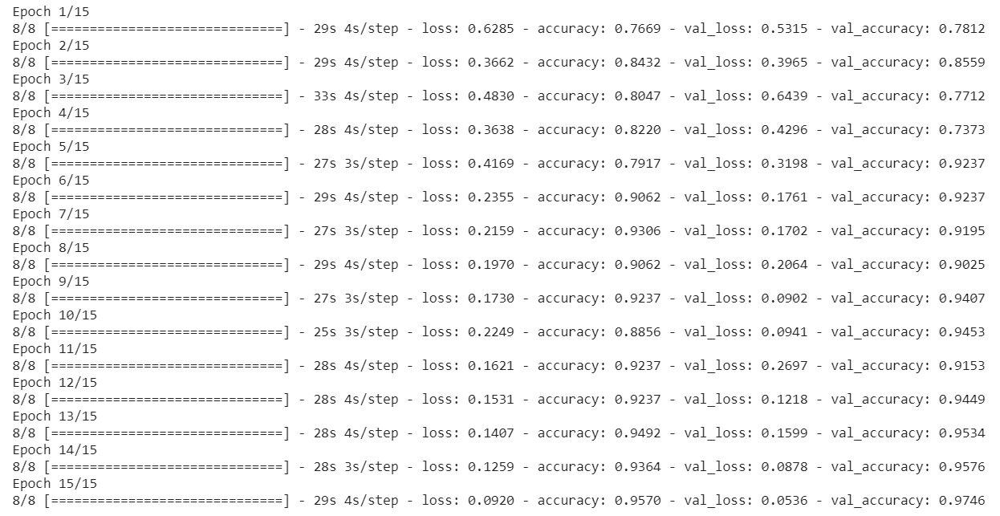 Epoch 1/15
8/8 [==============================] - 29s 4s/step - loss: 0.6285 - accuracy: 0.7669 - val_loss: 0.5315 - val_accuracy: 0.7812
Epoch 2/15
8/8 [==============================] - 29s 4s/step - loss: 0.3662 - accuracy: 0.8432 - val_loss: 0.3965 - val_accuracy: 0.8559
Epoch 3/15
8/8 [==============================] - 33s 4s/step - loss: 0.4830 - accuracy: 0.8047 - val_loss: 0.6439 - val_accuracy: 0.7712
Epoch 4/15
8/8 [==============================] - 28s 4s/step - loss: 0.3638 - accuracy: 0.8220 - val_loss: 0.4296 - val_accuracy: 0.7373
Epoch 5/15
8/8 [==============================] - 27s 3s/step - loss: 0.4169 - accuracy: 0.7917 - val_loss: 0.3198 - val_accuracy: 0.9237
Epoch 6/15
8/8 [==============================] - 29s 4s/step - loss: 0.2355 - accuracy: 0.9062 - val_loss: 0.1761 - val_accuracy: 0.9237
Epoch 7/15
8/8 [==============================] - 27s 3s/step - loss: 0.2159 - accuracy: 0.9306 - val_loss: 0.1702 - val_accuracy: 0.9195
Epoch 8/15
8/8 [==============================] - 29s 4s/step - loss: 0.1970 - accuracy: 0.9062 - val_loss: 0.2064 - val_accuracy: 0.9025
Epoch 9/15
8/8 [==============================] - 27s 3s/step - loss: 0.1730 - accuracy: 0.9237 - val_loss: 0.0902 - val_accuracy: 0.9407
Epoch 10/15
8/8 [==============================] - 25s 3s/step - loss: 0.2249 - accuracy: 0.8856 - val_loss: 0.0941 - val_accuracy: 0.9453
Epoch 11/15
8/8 [==============================] - 28s 4s/step - loss: 0.1621 - accuracy: 0.9237 - val_loss: 0.2697 - val_accuracy: 0.9153
Epoch 12/15
8/8 [==============================] - 28s 4s/step - loss: 0.1531 - accuracy: 0.9237 - val_loss: 0.1218 - val_accuracy: 0.9449
Epoch 13/15
8/8 [==============================] - 28s 4s/step - loss: 0.1407 - accuracy: 0.9492 - val_loss: 0.1599 - val_accuracy: 0.9534
Epoch 14/15
8/8 [==============================] - 28s 3s/step - loss: 0.1259 - accuracy: 0.9364 - val_loss: 0.0878 - val_accuracy: 0.9576
Epoch 15/15
8/8 [==============================] - 29s 4s/step - loss: 0.0920 - accuracy: 0.9570 - val_loss: 0.0536 - val_accuracy: 0.9746